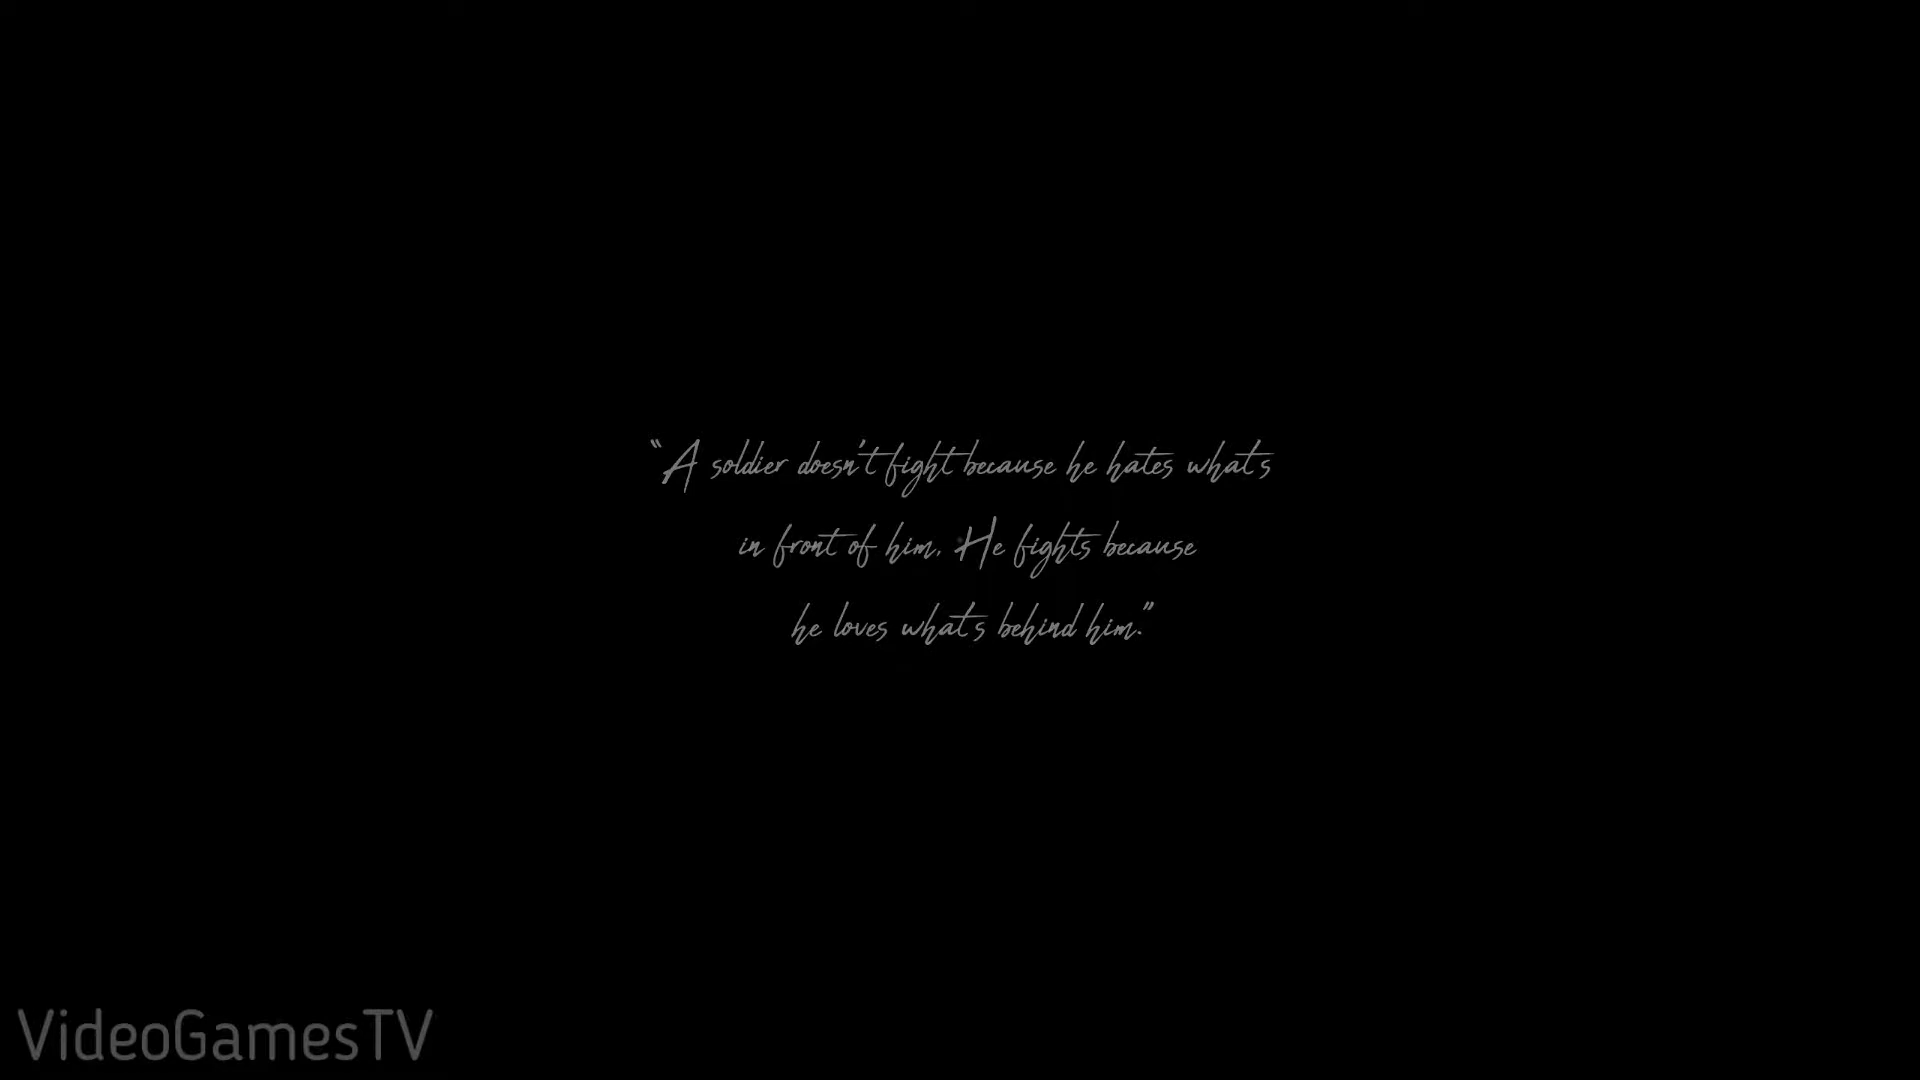 “A soldier doesn't fight because he hates what's
in front of him. He fights because
he loves what's behind him.”
VideoGamesTV